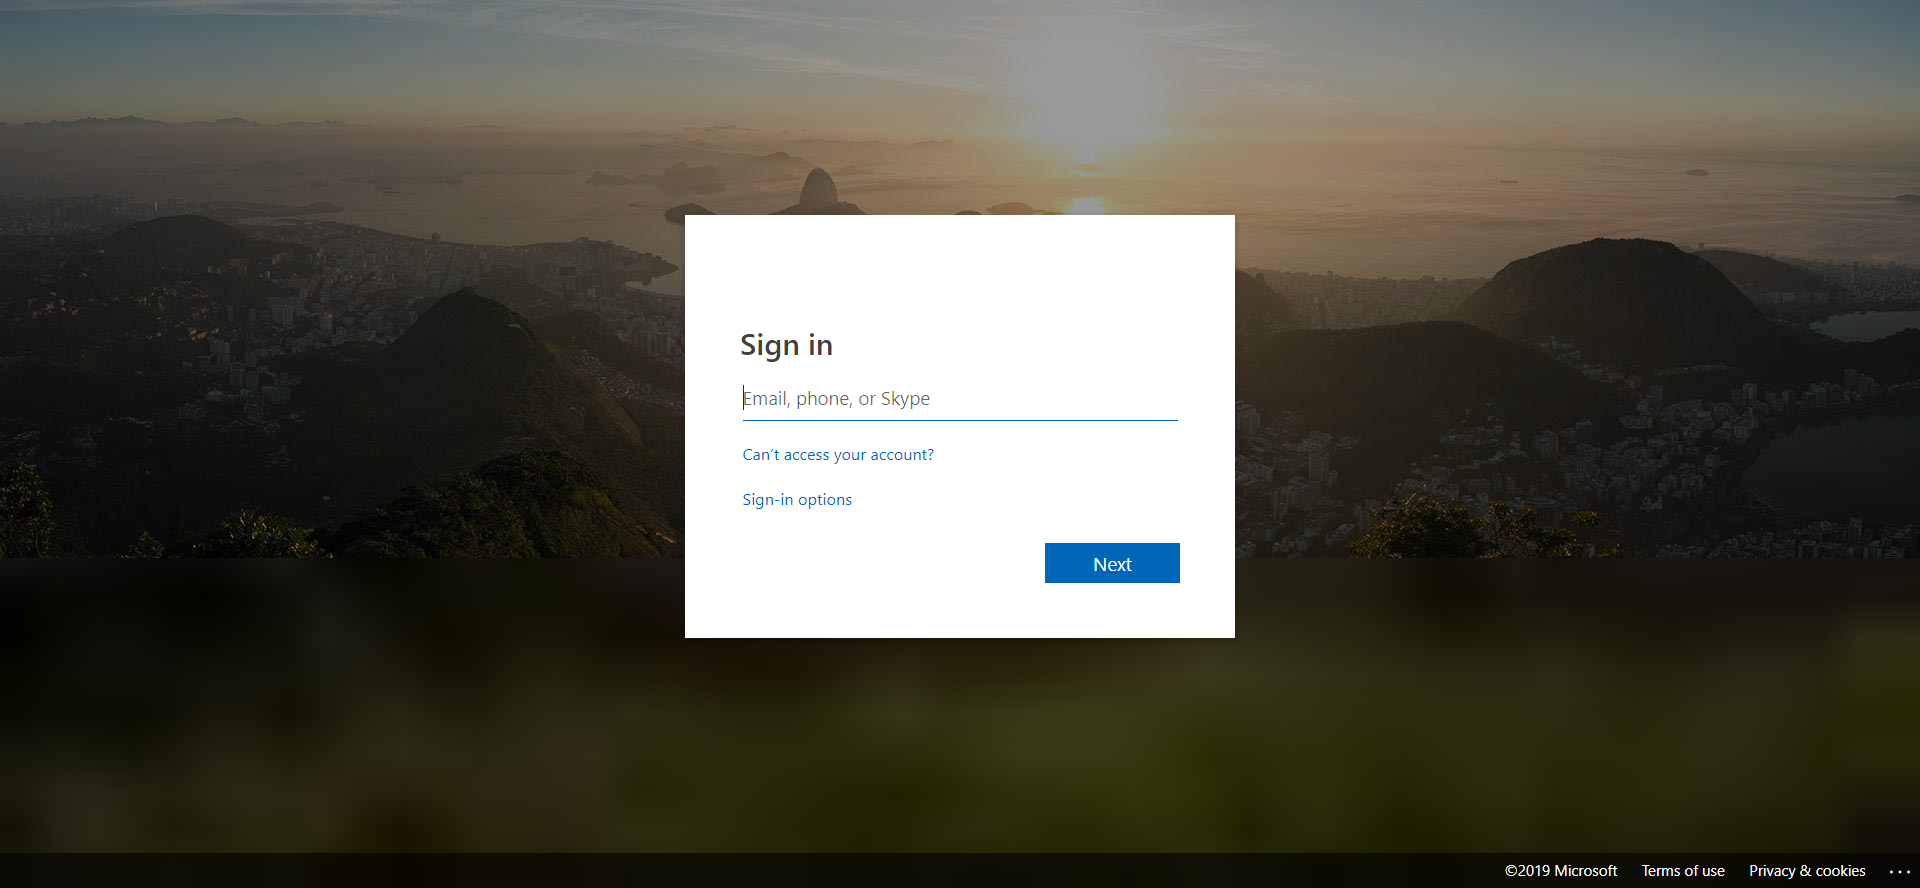 Sign in
Email, phone, or Skype
Can't access your account?
Sign-in options
Next
©2019 Microsoft Terms of use Privacy & cookies ...